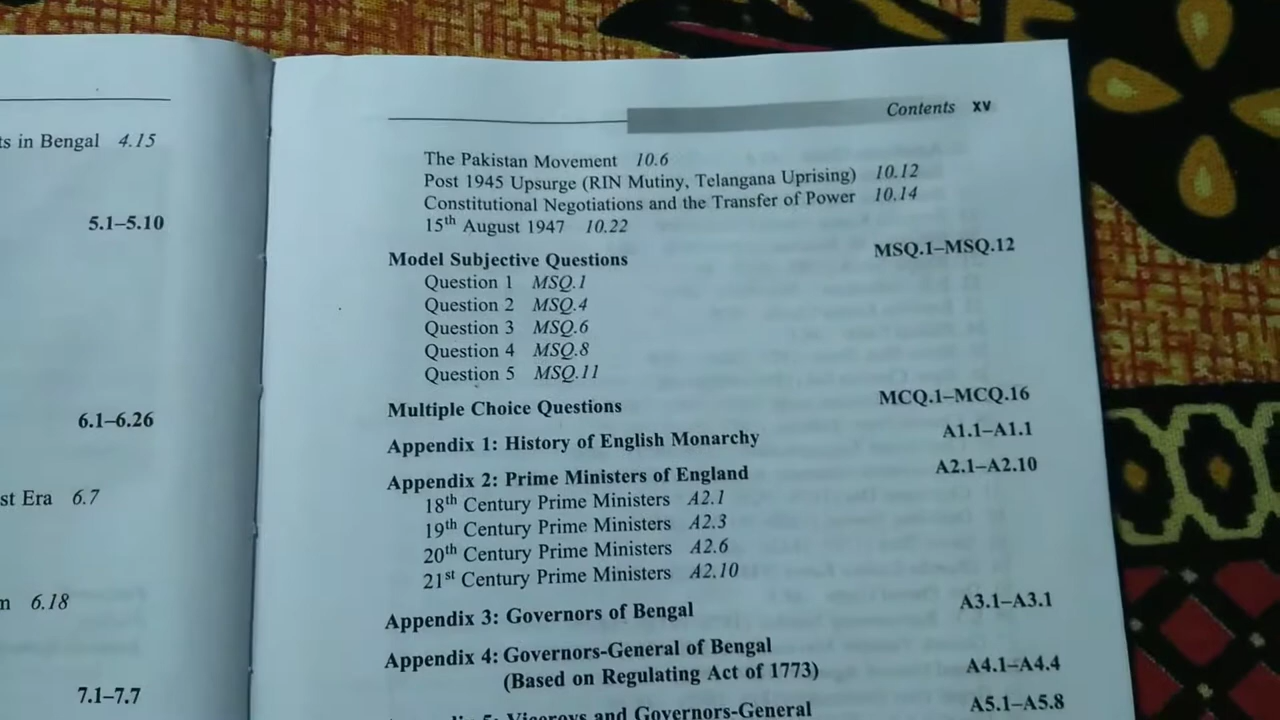 ts in Bengal 4.15
5.1–5.10
6.1–6.26
st Era 6.7
6.18
7.1–7.7
Contents xv
The Pakistan Movement 10.6
Post 1945 Upsurge (RIN Mutiny, Telangana Uprising) 10.12
Constitutional Negotiations and the Transfer of Power 10.14
15th August 1947 10.22
Model Subjective Questions MSQ.1–MSQ.12
Question 1 MSQ.1
Question 2 MSQ.4
Question 3 MSQ.6
Question 4 MSQ.8
Question 5 MSQ.11
Multiple Choice Questions MCQ.1–MCQ.16
Appendix 1: History of English Monarchy A1.1–A1.1
Appendix 2: Prime Ministers of England A2.1–A2.10
18th Century Prime Ministers A2.1
19th Century Prime Ministers A2.3
20th Century Prime Ministers A2.6
21st Century Prime Ministers A2.10
Appendix 3: Governors of Bengal A3.1–A3.1
Appendix 4: Governors-General of Bengal
(Based on Regulating Act of 1773) A4.1–A4.4
5: Viceroys and Governors-General A5.1–A5.8